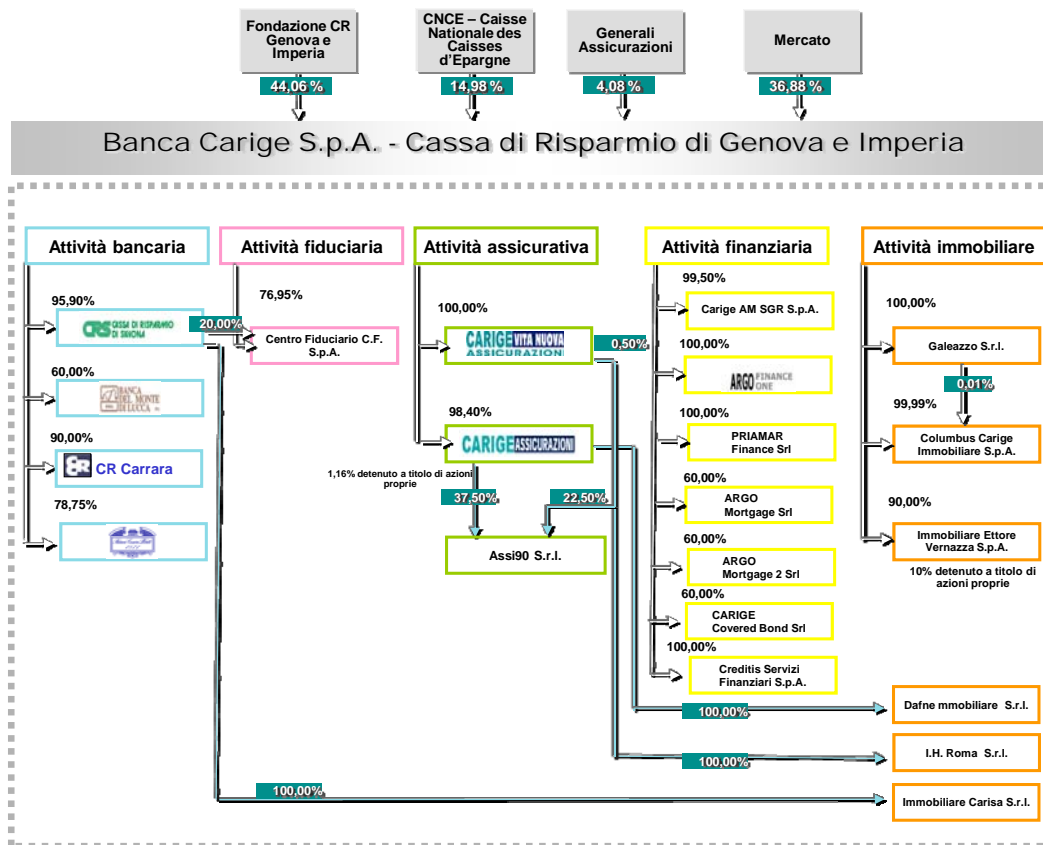 Fondazione CR
Genova e
Imperia
CNCE – Caisse
Nationale des
Caisses
d'Epargne
Generali
Assicurazioni
Mercato
44,06 %
14,98 %
4,08 %
36,88 %
Banca Carige S.p.A. - Cassa di Risparmio di Genova e Imperia
Attività bancaria
95,90%
CRS CASSA DI RISPARMIO
DI SAVONA
20,00%
60,00%
BANCA
DEL MONTE
DI LUCCA
90,00%
CR Carrara
78,75%
Attività fiduciaria
76,95%
Centro Fiduciario C.F.
S.p.A.
Attività assicurativa
100,00%
CARIGE VITA NUOVA
ASSICURAZIONI
0,50%
98,40%
CARIGE ASSICURAZIONI
1,16% detenuto a titolo di azioni
proprie
37,50%
22,50%
Assi90 S.r.l.
Attività finanziaria
99,50%
Carige AM SGR S.p.A.
100,00%
ARGO FINANCE
ONE
100,00%
PRIAMAR
Finance Srl
60,00%
ARGO
Mortgage Srl
60,00%
ARGO
Mortgage 2 Srl
60,00%
CARIGE
Covered Bond Srl
100,00%
Creditis Servizi
Finanziari S.p.A.
Attività immobiliare
100,00%
Galeazzo S.r.l.
0,01%
99,99%
Columbus Carige
Immobiliare S.p.A.
90,00%
Immobiliare Ettore
Vernazza S.p.A.
10% detenuto a titolo di
azioni proprie
100,00%
Dafne mmobiliare S.r.l.
100,00%
I.H. Roma S.r.l.
100,00%
Immobiliare Carisa S.r.l.